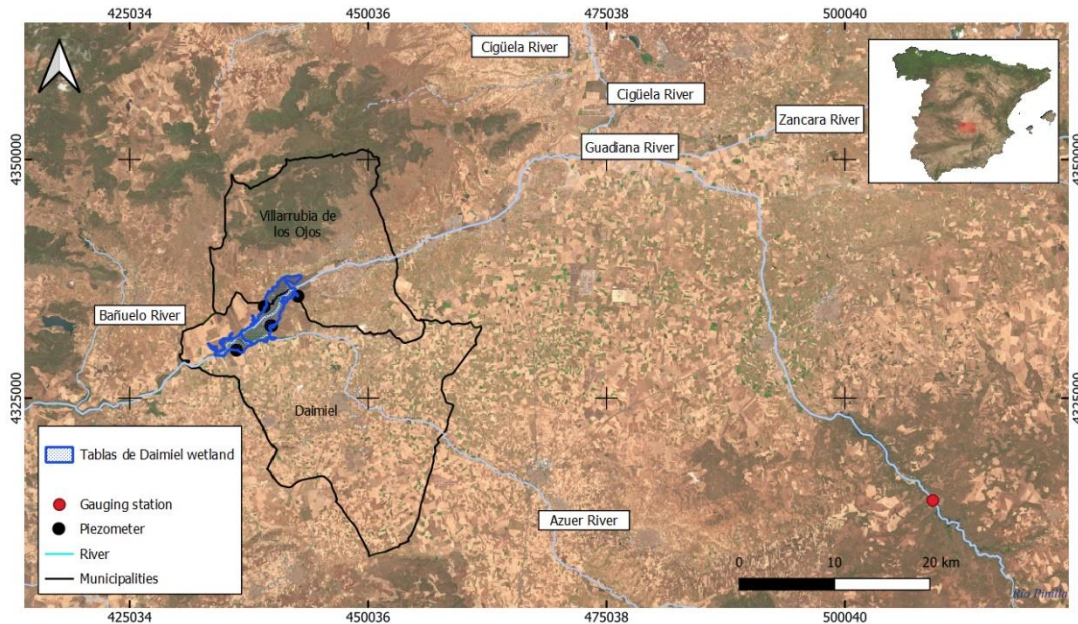 425034
450036
475038
500040
Cigüela River
Cigüela River
Zancara River
Guadiana River
4350000
4350000
Villarrubia de
los Ojos
Bañuelo River
4325000
4325000
Daimiel
Tablas de Daimiel wetland
Gauging station
Piezometer
River
Municipalities
Azuer River
0
10
20 km
Río Pinilla
425034
450036
475038
500040